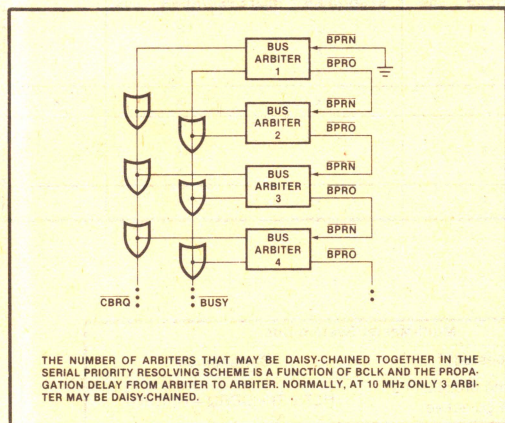 BUS
ARBITER
1
BPRN
BPRO
BUS
ARBITER
2
BPRN
BPRO
BUS
ARBITER
3
BPRN
BPRO
BUS
ARBITER
4
BPRN
BPRO
CBRQ
BUSY
THE NUMBER OF ARBITERS THAT MAY BE DAISY-CHAINED TOGETHER IN THE
SERIAL PRIORITY RESOLVING SCHEME IS A FUNCTION OF BCLK AND THE PROPA-
GATION DELAY FROM ARBITER TO ARBITER. NORMALLY, AT 10 MHz ONLY 3 ARBI-
TER MAY BE DAISY-CHAINED.